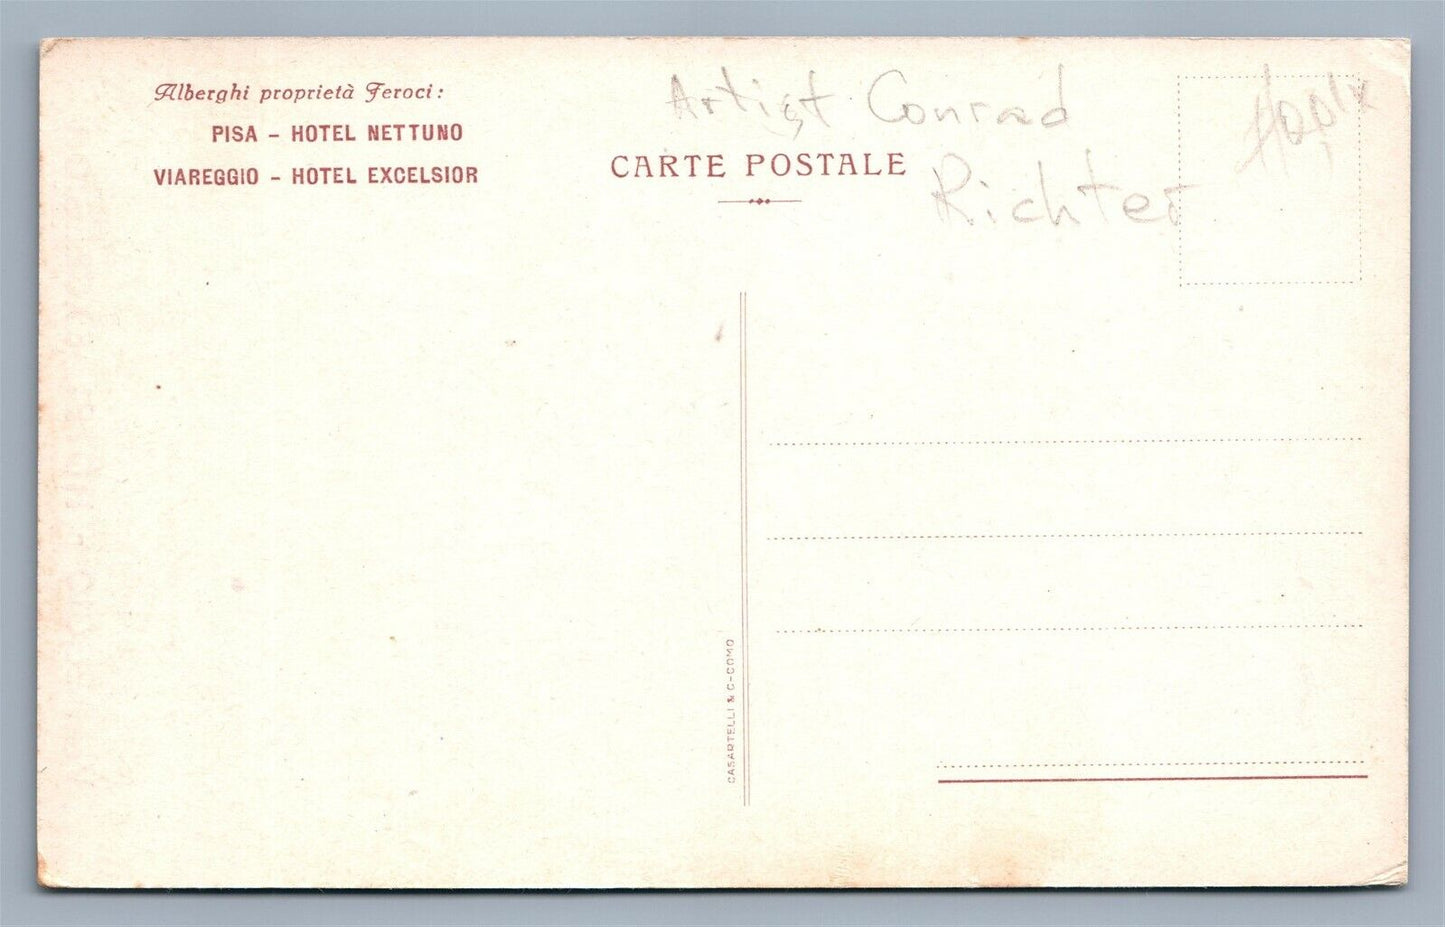 Alberghi proprietà Feroci:
PISA – HOTEL NETTUNO
VIAREGGIO – HOTEL EXCELSIOR
Artist Conrad
Richter
CARTE POSTALE
CASARTELLI & C-COMO